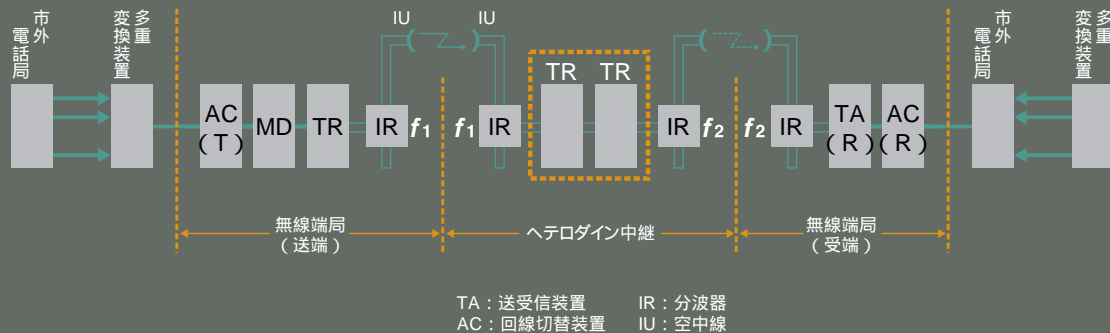 市外
電話局
多重
変換装置
AC
(T)
MD
TR
IR
f1
IU
IU
f1
IR
TR
TR
IR
f2
f2
IR
TA
(R)
AC
(R)
市外
電話局
多重
変換装置
無線端局
(送端)
ヘテロダイン中継
無線端局
(受端)
TA:送受信装置
IR:分波器
AC:回線切替装置
IU:空中線